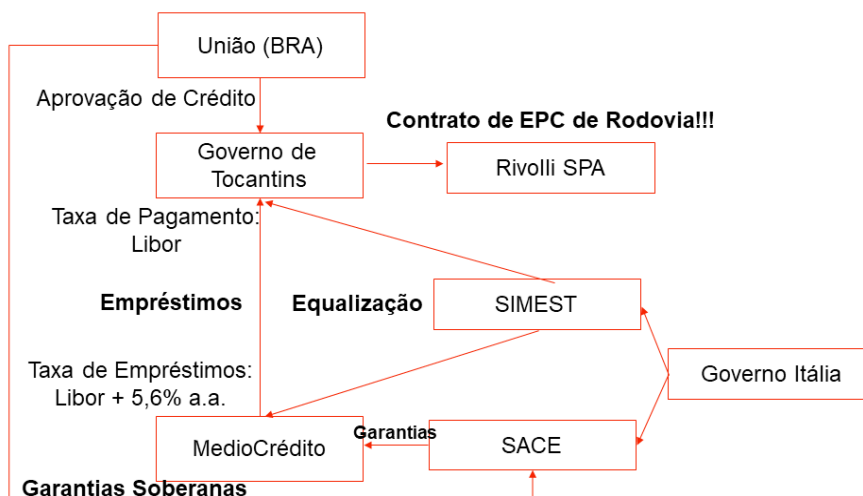 União (BRA)
Aprovação de Crédito
Contrato de EPC de Rodovia!!!
Governo de
Tocantins
Rivolli SPA
Taxa de Pagamento:
Libor
Empréstimos
Equalização
SIMEST
Taxa de Empréstimos:
Libor + 5,6% a.a.
Governo Itália
MedioCrédito
Garantias
SACE
Garantias Soberanas